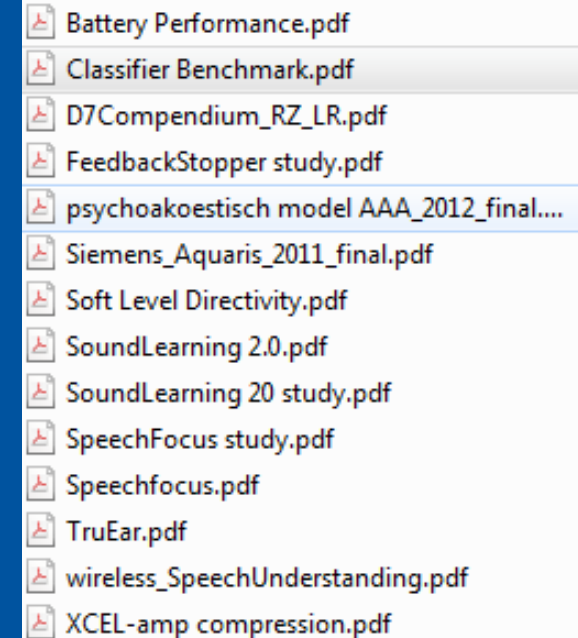 Battery Performance.pdf
Classifier Benchmark.pdf
D7Compendium_RZ_LR.pdf
FeedbackStopper study.pdf
psychoakoestisch model AAA_2012_final....
Siemens_Aquaris_2011_final.pdf
Soft Level Directivity.pdf
SoundLearning 2.0.pdf
SoundLearning 20 study.pdf
SpeechFocus study.pdf
Speechfocus.pdf
TruEar.pdf
wireless_SpeechUnderstanding.pdf
XCEL-amp compression.pdf